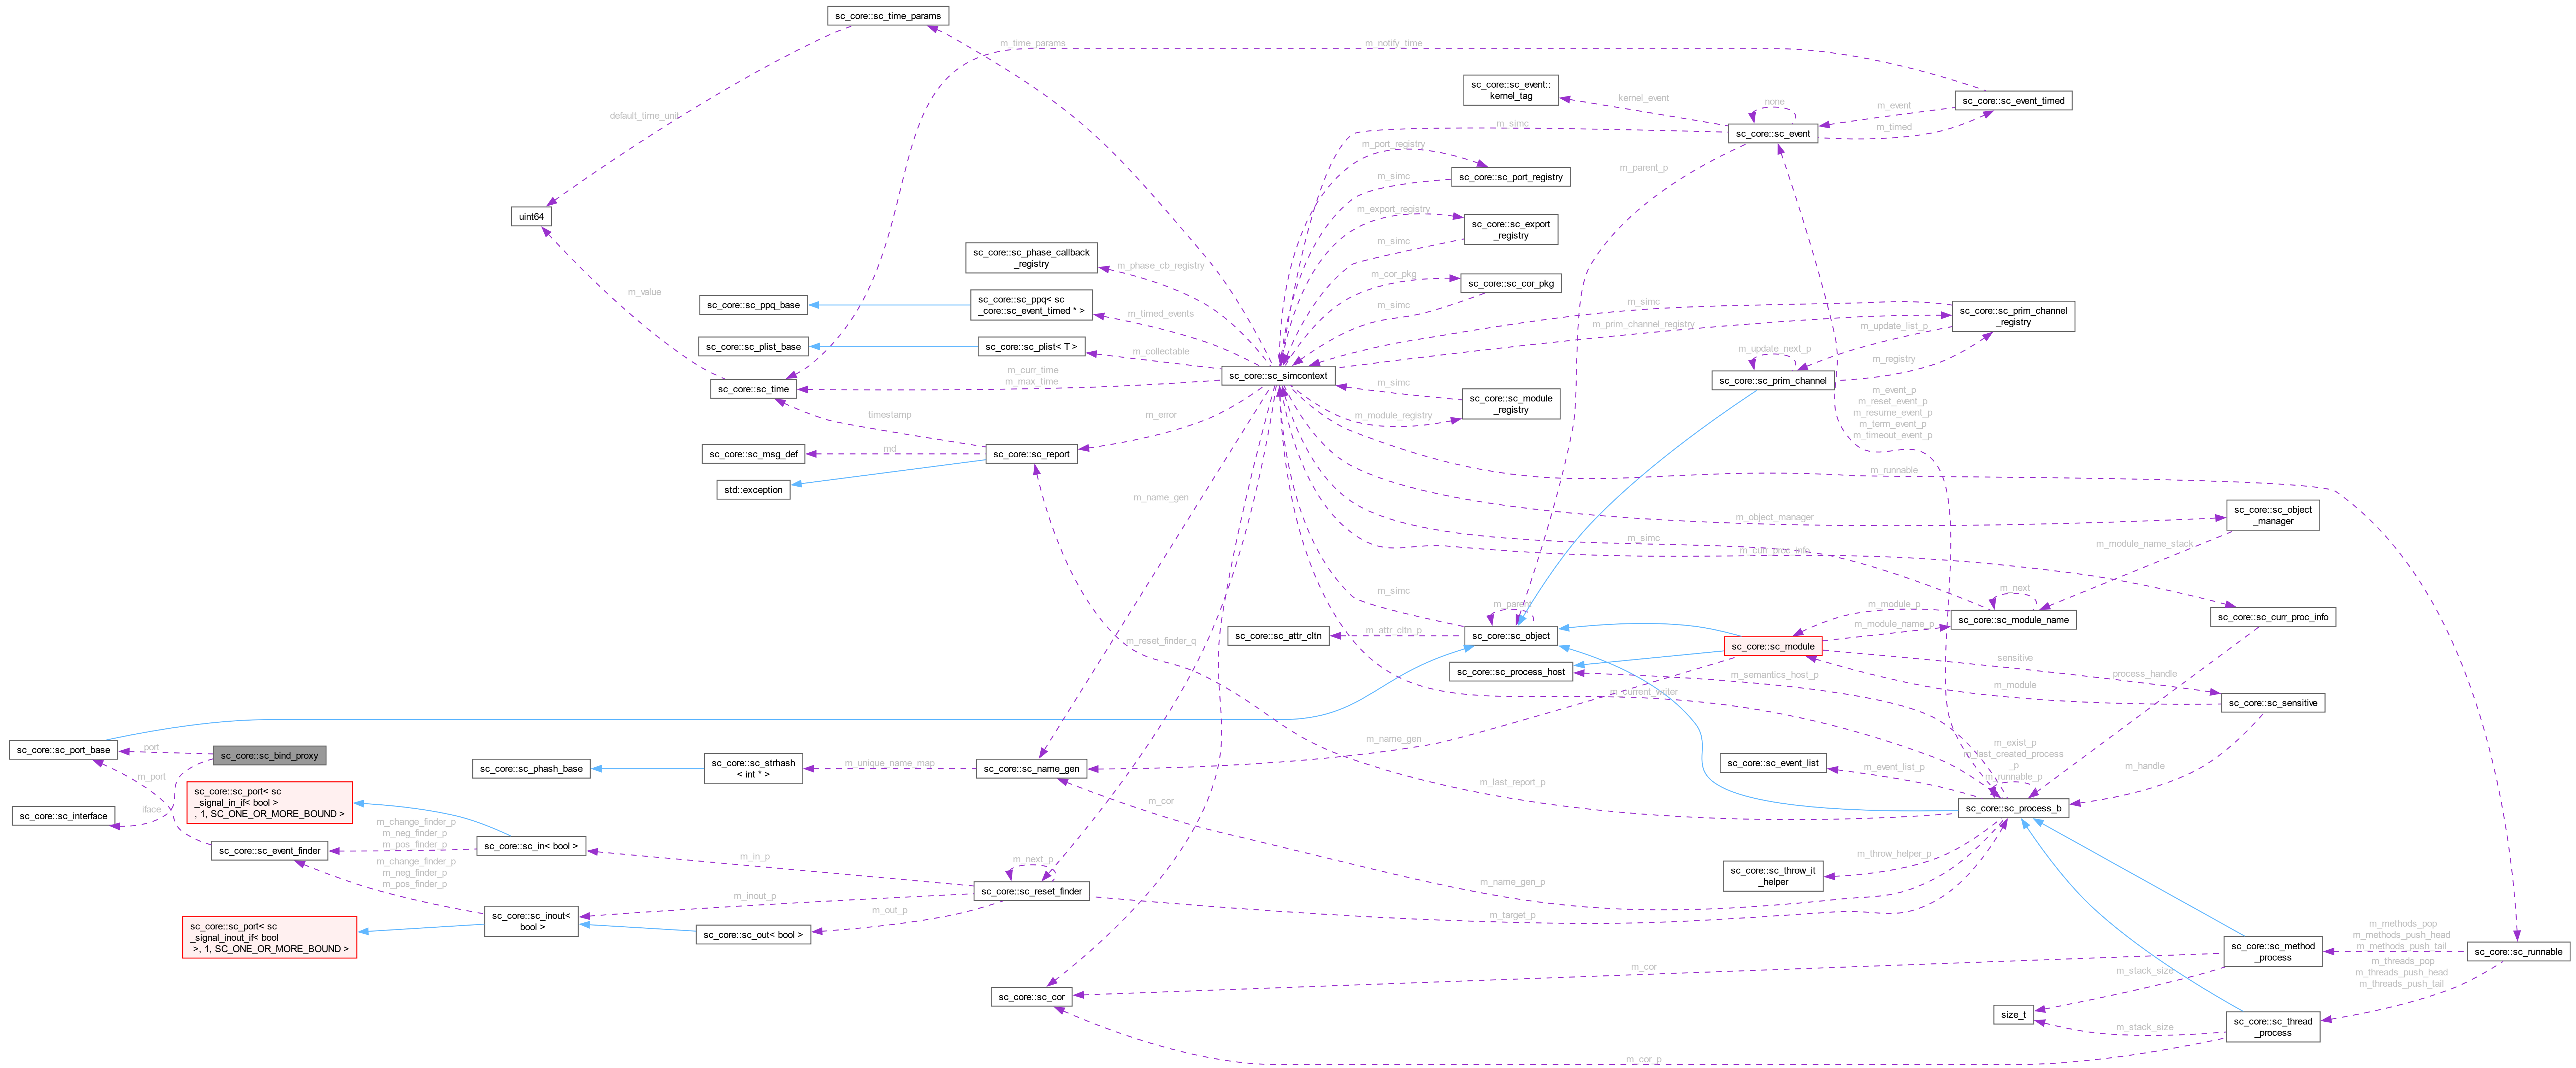 sc_core::sc_time_params
m_time_params
m_notify_time
sc_core::sc_event::
kernel_tag
kernel_event
none
m_event
sc_core::sc_event_timed
default_time_unit
m_simc
sc_core::sc_event
m_timed
m_port_registry
m_parent_p
m_simc
sc_core::sc_port_registry
uint64
m_export_registry
sc_core::sc_export
_registry
m_simc
sc_core::sc_phase_callback
_registry
m_phase_cb_registry
m_cor_pkg
sc_core::sc_cor_pkg
m_value
m_simc
sc_core::sc_ppq_base
sc_core::sc_ppq< sc
_core::sc_event_timed * >
m_timed_events
m_simc
sc_core::sc_prim_channel
_registry
m_prim_channel_registry
m_update_list_p
sc_core::sc_plist_base
sc_core::sc_plist< T >
m_collectable
m_update_next_p
m_registry
sc_core::sc_time
m_curr_time
m_max_time
sc_core::sc_simcontext
m_simc
sc_core::sc_prim_channel
sc_core::sc_module
_registry
m_event_p
m_reset_event_p
m_resume_event_p
m_term_event_p
m_timeout_event_p
timestamp
m_error
m_module_registry
sc_core::sc_msg_def
md
sc_core::sc_report
std::exception
m_runnable
m_name_gen
m_object_manager
sc_core::sc_object
_manager
m_simc
m_curr_proc_info
m_module_name_stack
m_simc
m_parent
m_next
m_module_p
sc_core::sc_module_name
sc_core::sc_curr_proc_info
m_reset_finder_q
sc_core::sc_attr_cltn
m_attr_cltn_p
sc_core::sc_object
m_module_name_p
sc_core::sc_module
sensitive
sc_core::sc_process_host
m_semantics_host_p
process_handle
m_current_writer
m_module
sc_core::sc_sensitive
sc_core::sc_port_base
port
sc_core::sc_bind_proxy
m_name_gen
m_exist_p
m_last_created_process
_p
m_runnable_p
sc_core::sc_phash_base
sc_core::sc_strhash
< int * >
m_unique_name_map
sc_core::sc_name_gen
sc_core::sc_event_list
m_event_list_p
m_handle
m_port
m_last_report_p
sc_core::sc_port< sc
_signal_in_if< bool >
, 1, SC_ONE_OR_MORE_BOUND >
m_cor
sc_core::sc_process_b
sc_core::sc_interface
iface
m_change_finder_p
m_neg_finder_p
m_pos_finder_p
sc_core::sc_in< bool >
sc_core::sc_event_finder
m_in_p
m_next_p
m_throw_helper_p
m_change_finder_p
m_neg_finder_p
m_pos_finder_p
sc_core::sc_throw_it
_helper
m_name_gen_p
sc_core::sc_reset_finder
m_inout_p
m_target_p
m_out_p
sc_core::sc_port< sc
_signal_inout_if< bool
>, 1, SC_ONE_OR_MORE_BOUND >
sc_core::sc_inout<
bool >
sc_core::sc_out< bool >
m_methods_pop
m_methods_push_head
m_methods_push_tail
sc_core::sc_method
_process
sc_core::sc_runnable
m_cor
m_stack_size
m_threads_pop
m_threads_push_head
m_threads_push_tail
sc_core::sc_cor
size_t
m_stack_size
sc_core::sc_thread
_process
m_cor_p